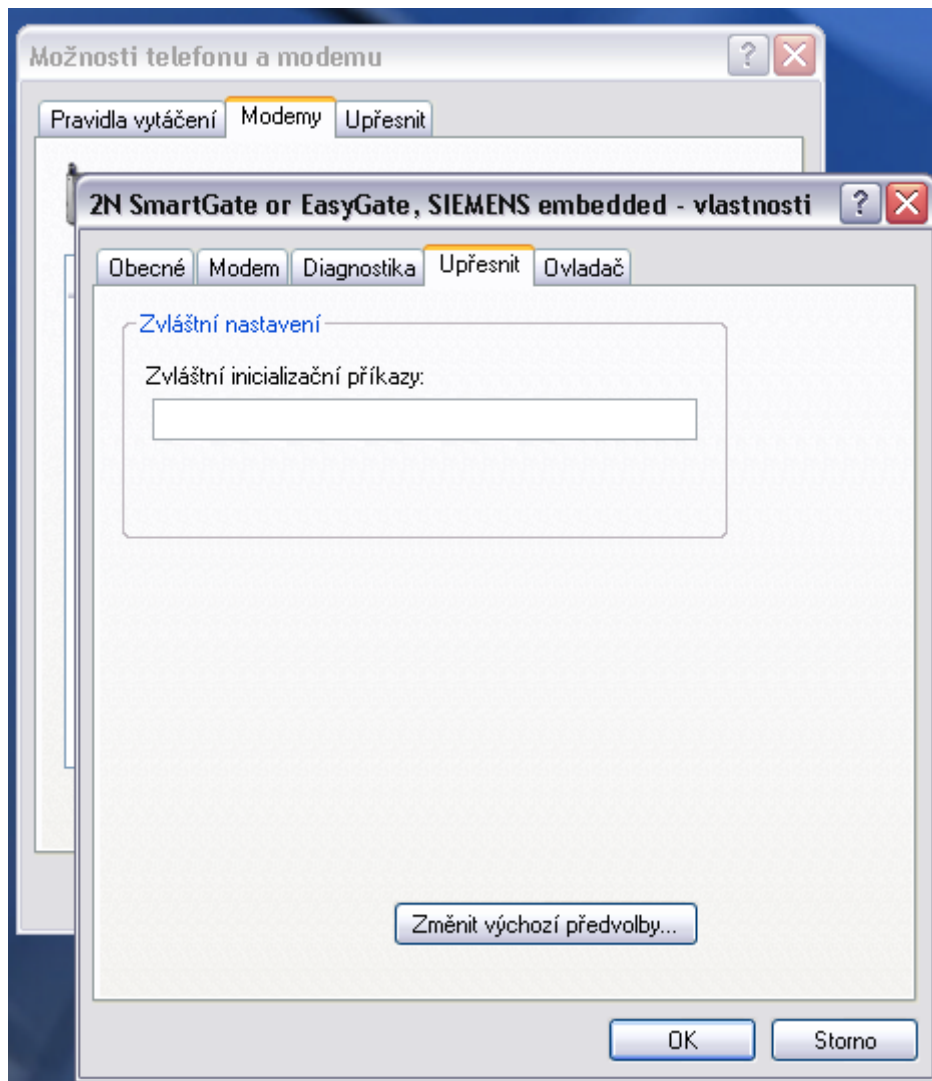 Možnosti telefonu a modemu
Pravidla vytáčení Modemy Upřesnit
2N SmartGate or EasyGate, SIEMENS embedded - vlastnosti
Obecné Modem Diagnostika Upřesnit Ovladač
Zvláštní nastavení
Zvláštní inicializační příkazy:
Změnit výchozí předvolby...
OK Storno